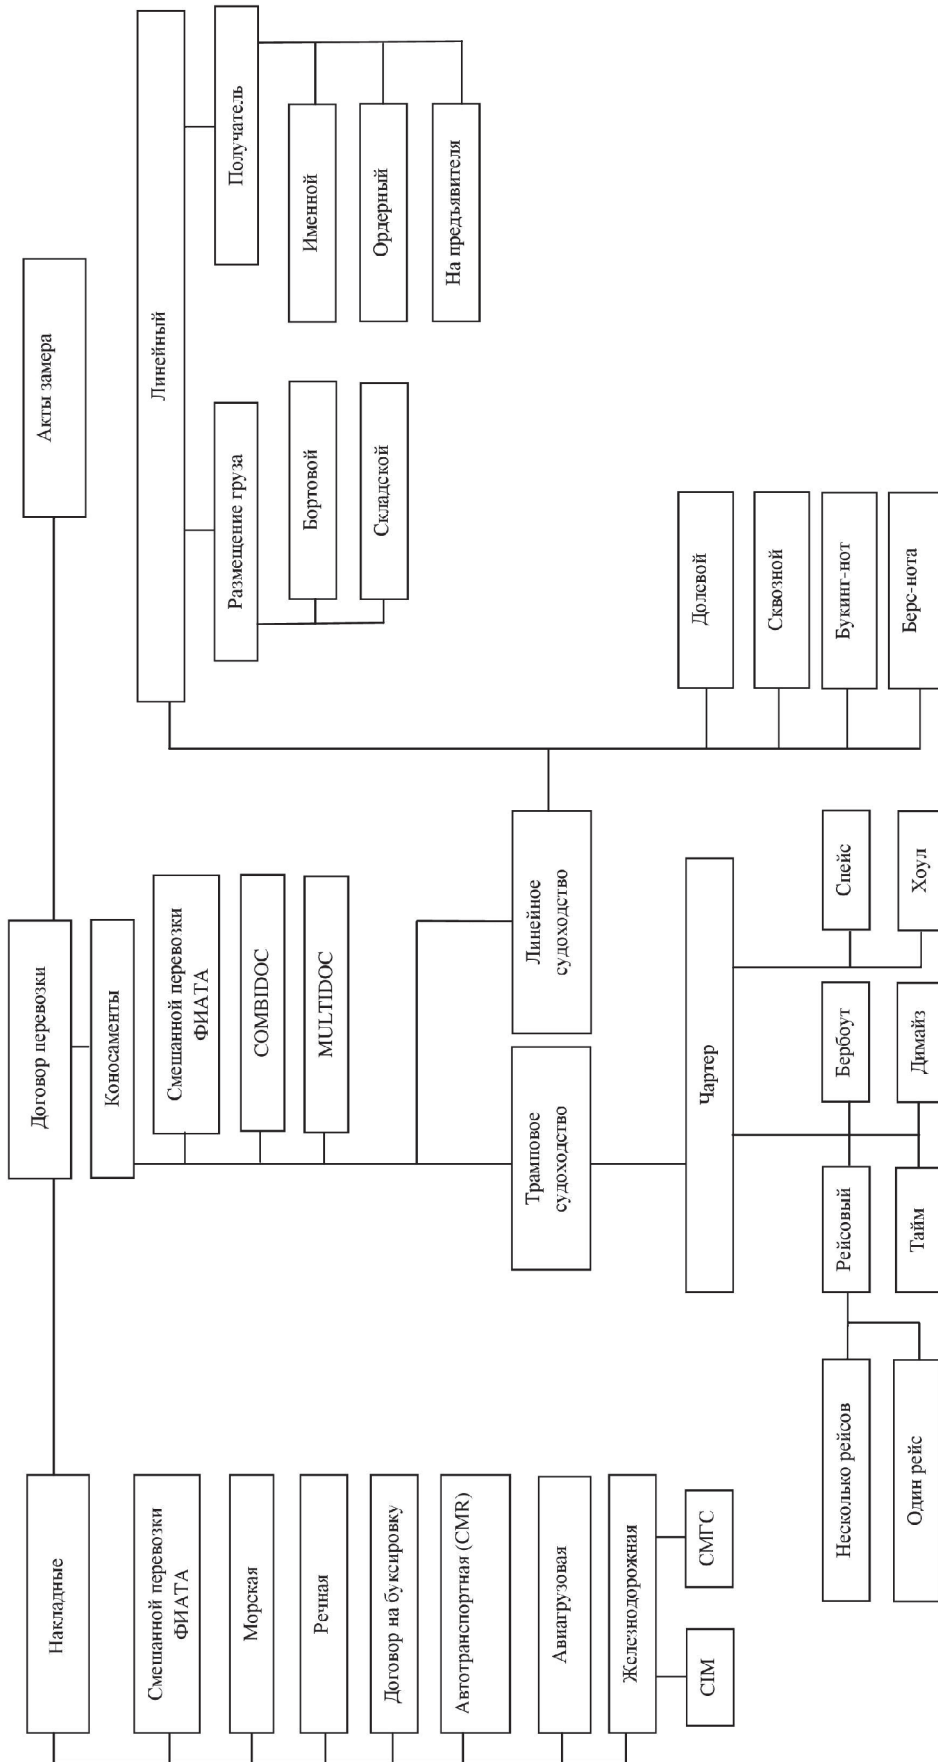 Договор перевозки
Накладные
Акты замера
Коносаменты
Смешанной перевозки
ФИАТА
Морская
Речная
Договор на буксировку
Автотранспортная (CMR)
Авиагрузовая
Железнодорожная
CIM
СМГС
Смешанной перевозки
ФИАТА
COMBIDOC
MULTIDOC
Трамповое
судоходство
Линейное
судоходство
Чартер
Рейсовый
Бербоут
Спейс
Тайм
Димайз
Хоул
Несколько рейсов
Один рейс
Линейный
Размещение груза
Получатель
Бортовой
Складской
Именной
Ордерный
На предъявителя
Долевой
Сквозной
Букинг-нот
Берс-нота